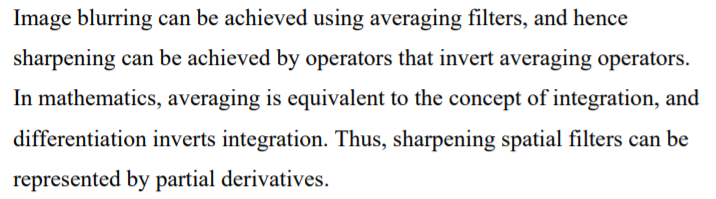 Image blurring can be achieved using averaging filters, and hence
sharpening can be achieved by operators that invert averaging operators.
In mathematics, averaging is equivalent to the concept of integration, and
differentiation inverts integration. Thus, sharpening spatial filters can be
represented by partial derivatives.